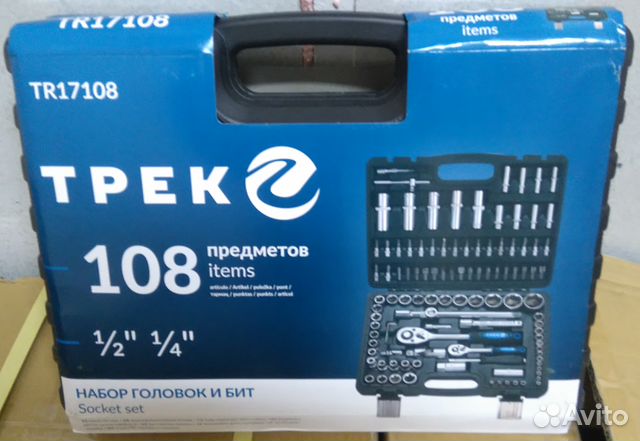 TR17108
предметов
items
TR17108
ТРЕК
108 предметов
items
½" ¼"
НАБОР ГОЛОВОК И БИТ
Socket set
Avito